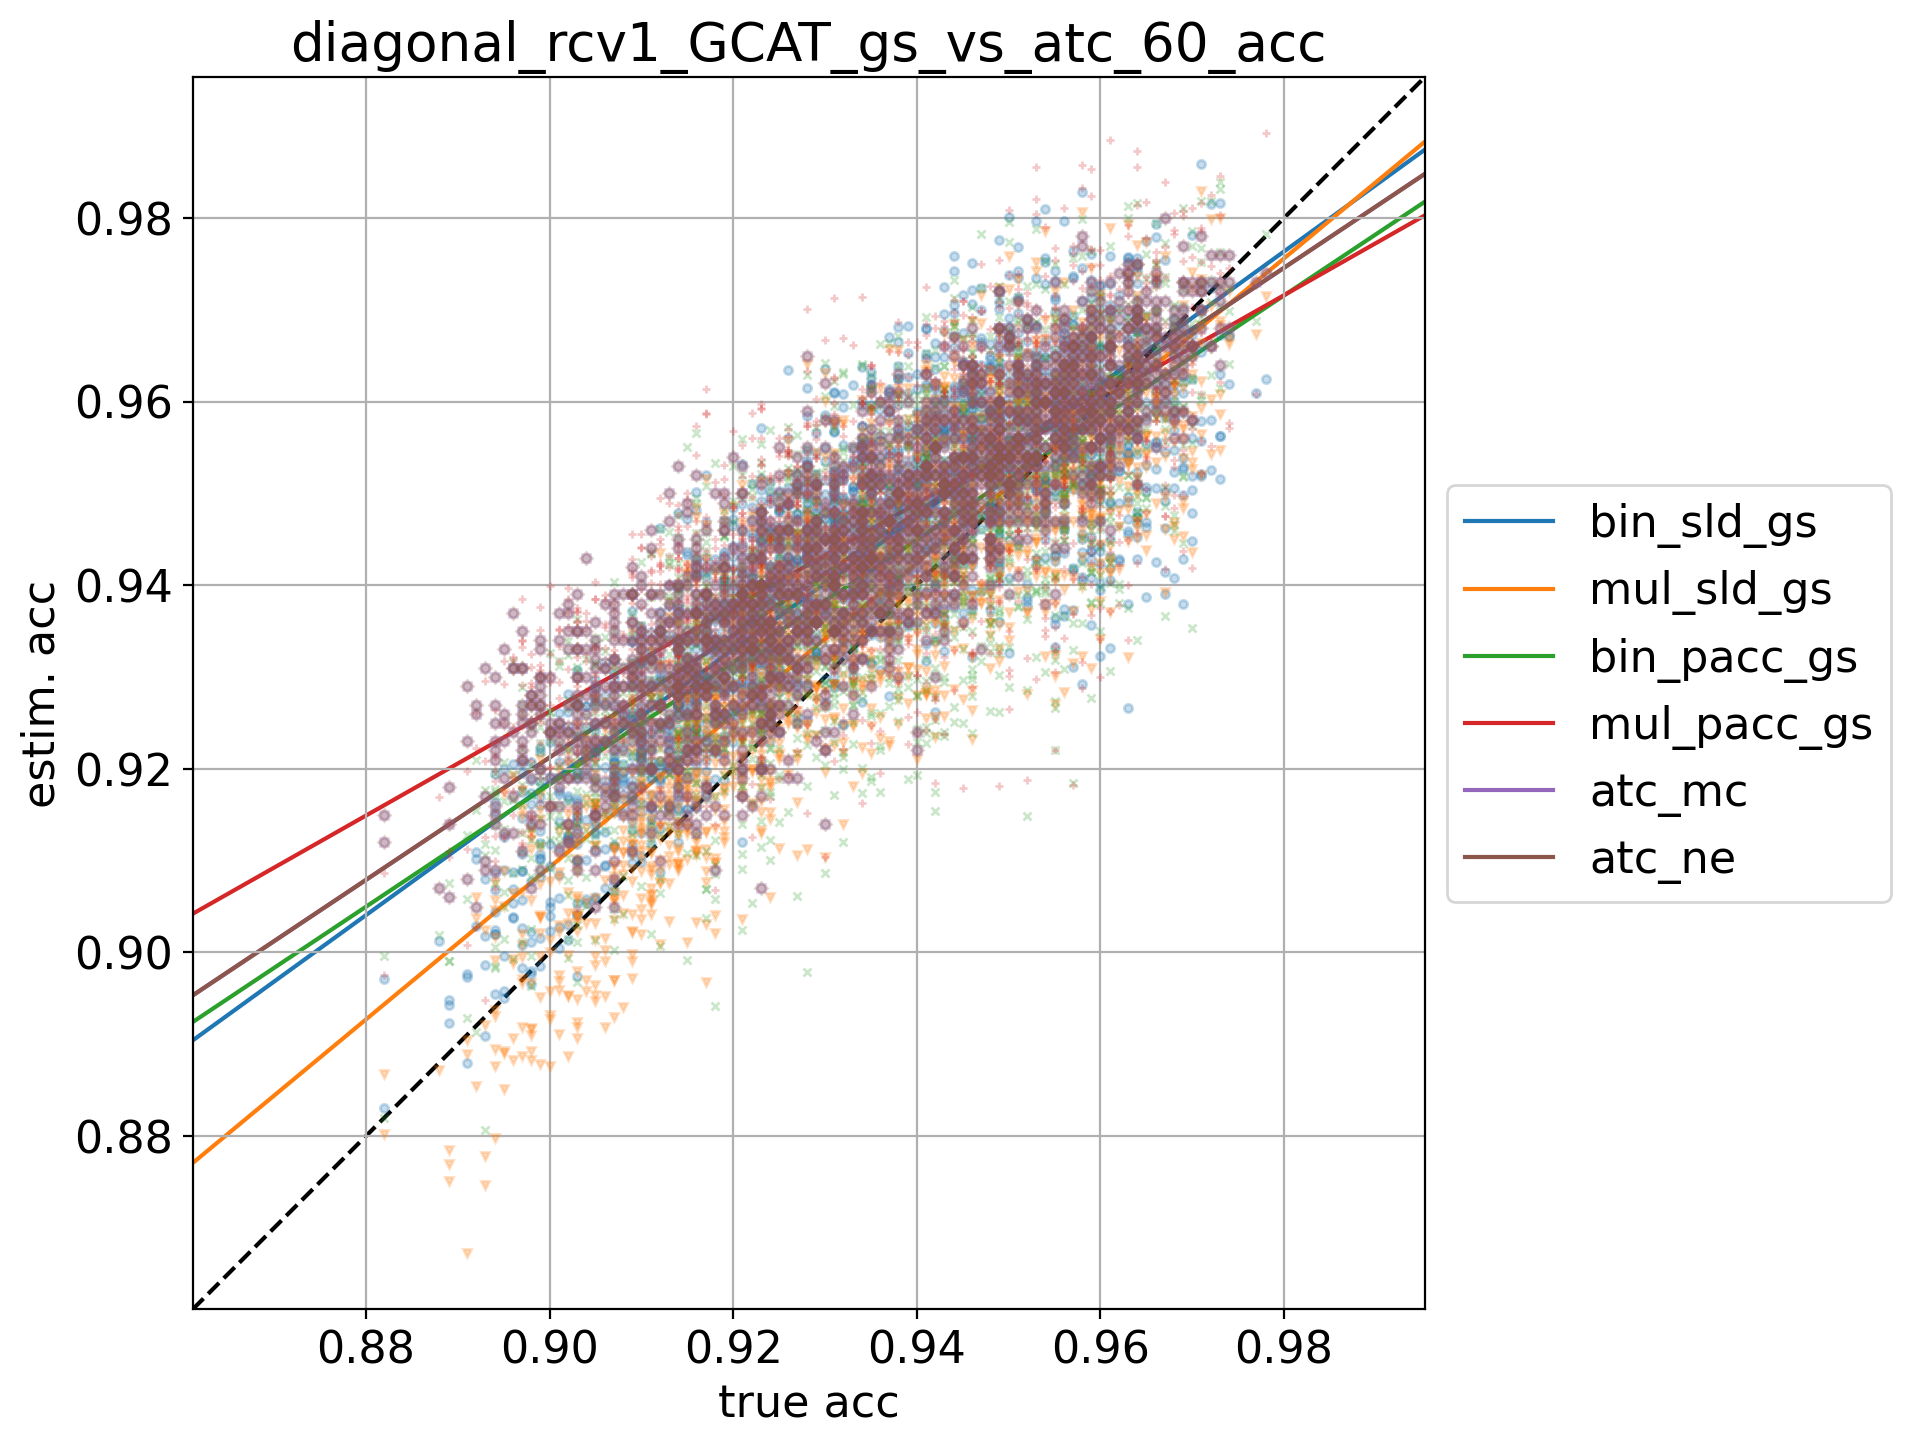 diagonal_rcv1_GCAT_gs_vs_atc_60_acc
0.98
0.96
0.94
0.92
0.90
0.88
estim. acc
0.88 0.90 0.92 0.94 0.96 0.98
true acc
bin_sld_gs
mul_sld_gs
bin_pacc_gs
mul_pacc_gs
atc_mc
atc_ne